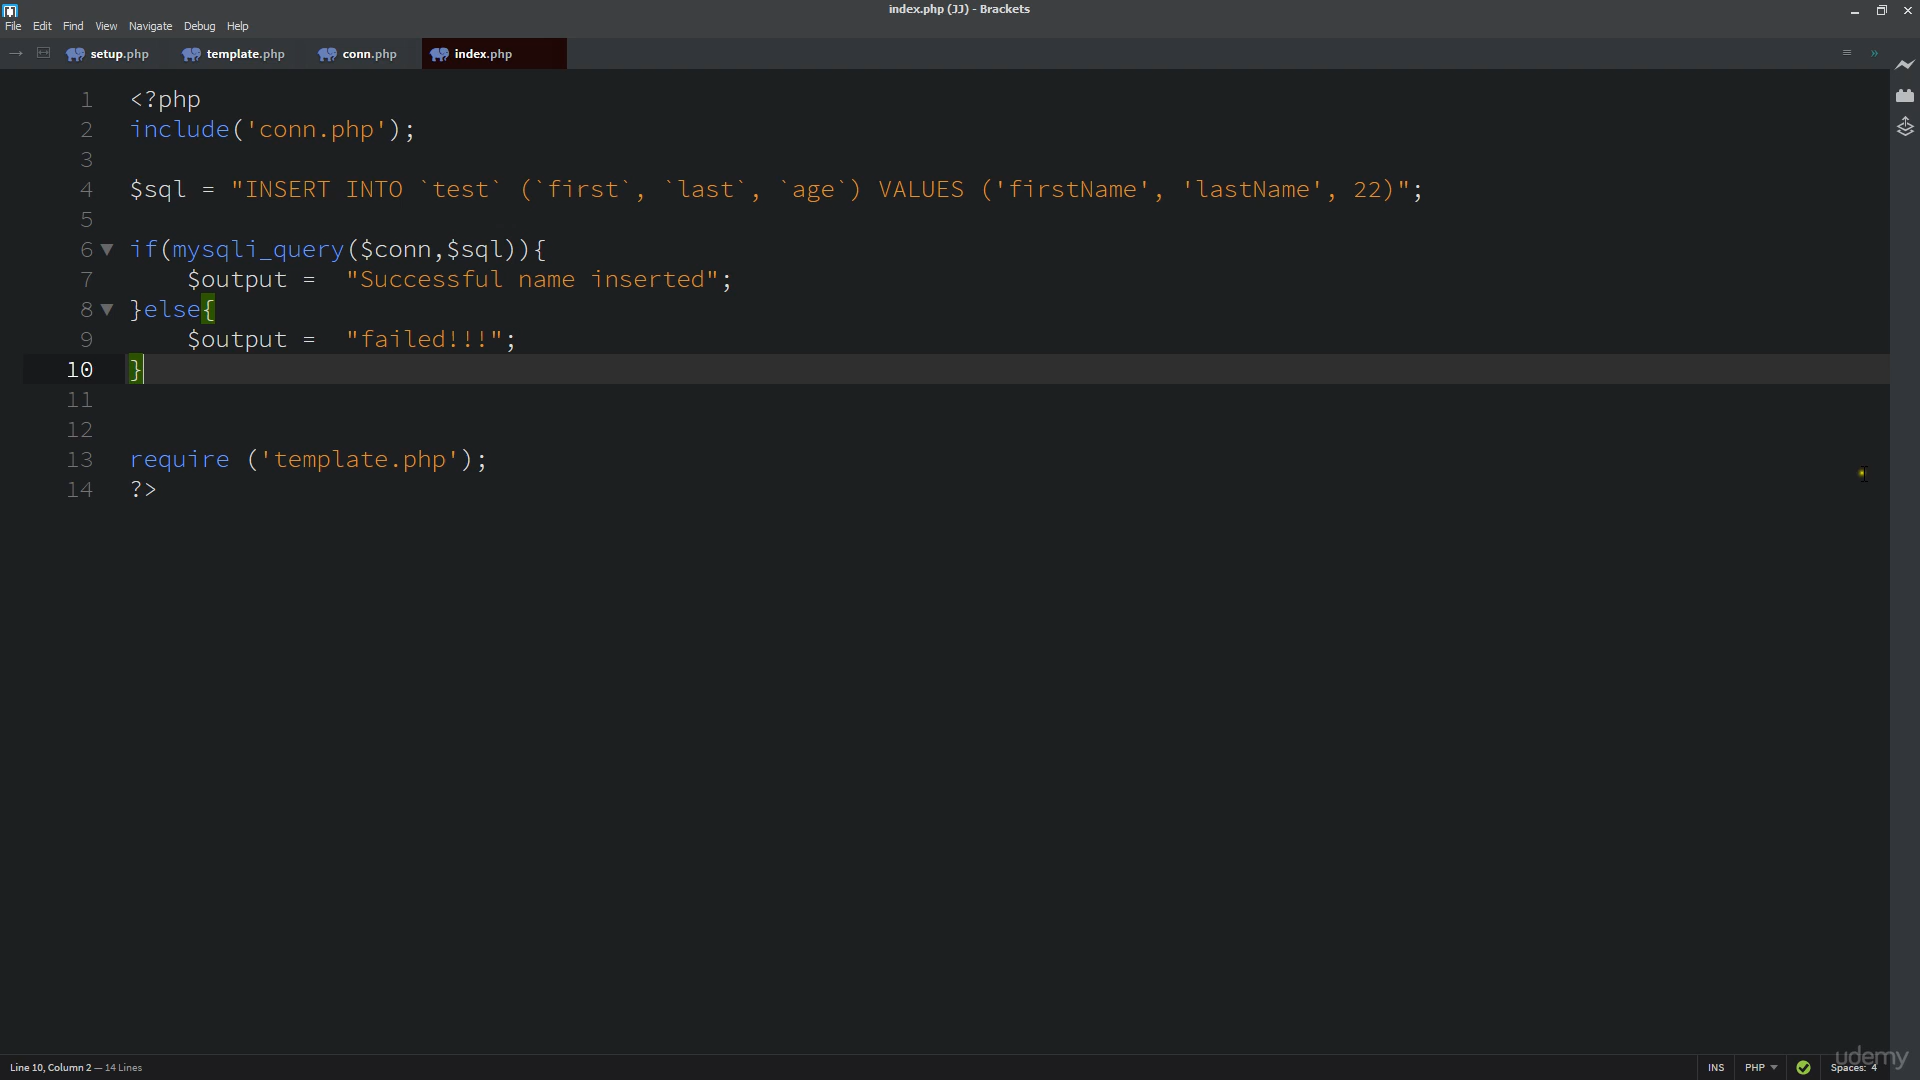 index.php (JJ) - Brackets
File Edit Find View Navigate Debug Help
setup.php template.php conn.php index.php
1 <?php
2 include('conn.php');
3
4 $sql = "INSERT INTO `test` (`first`, `last`, `age`) VALUES ('firstName', 'lastName', 22)";
5
6 if(mysqli_query($conn,$sql)){
7 $output = "Successful name inserted";
8 }else{
9 $output = "failed!!!";
10 }
11
12
13 require ('template.php');
14 ?>
Line 10, Column 2 — 14 Lines
INS PHP Spaces: 4
udemy